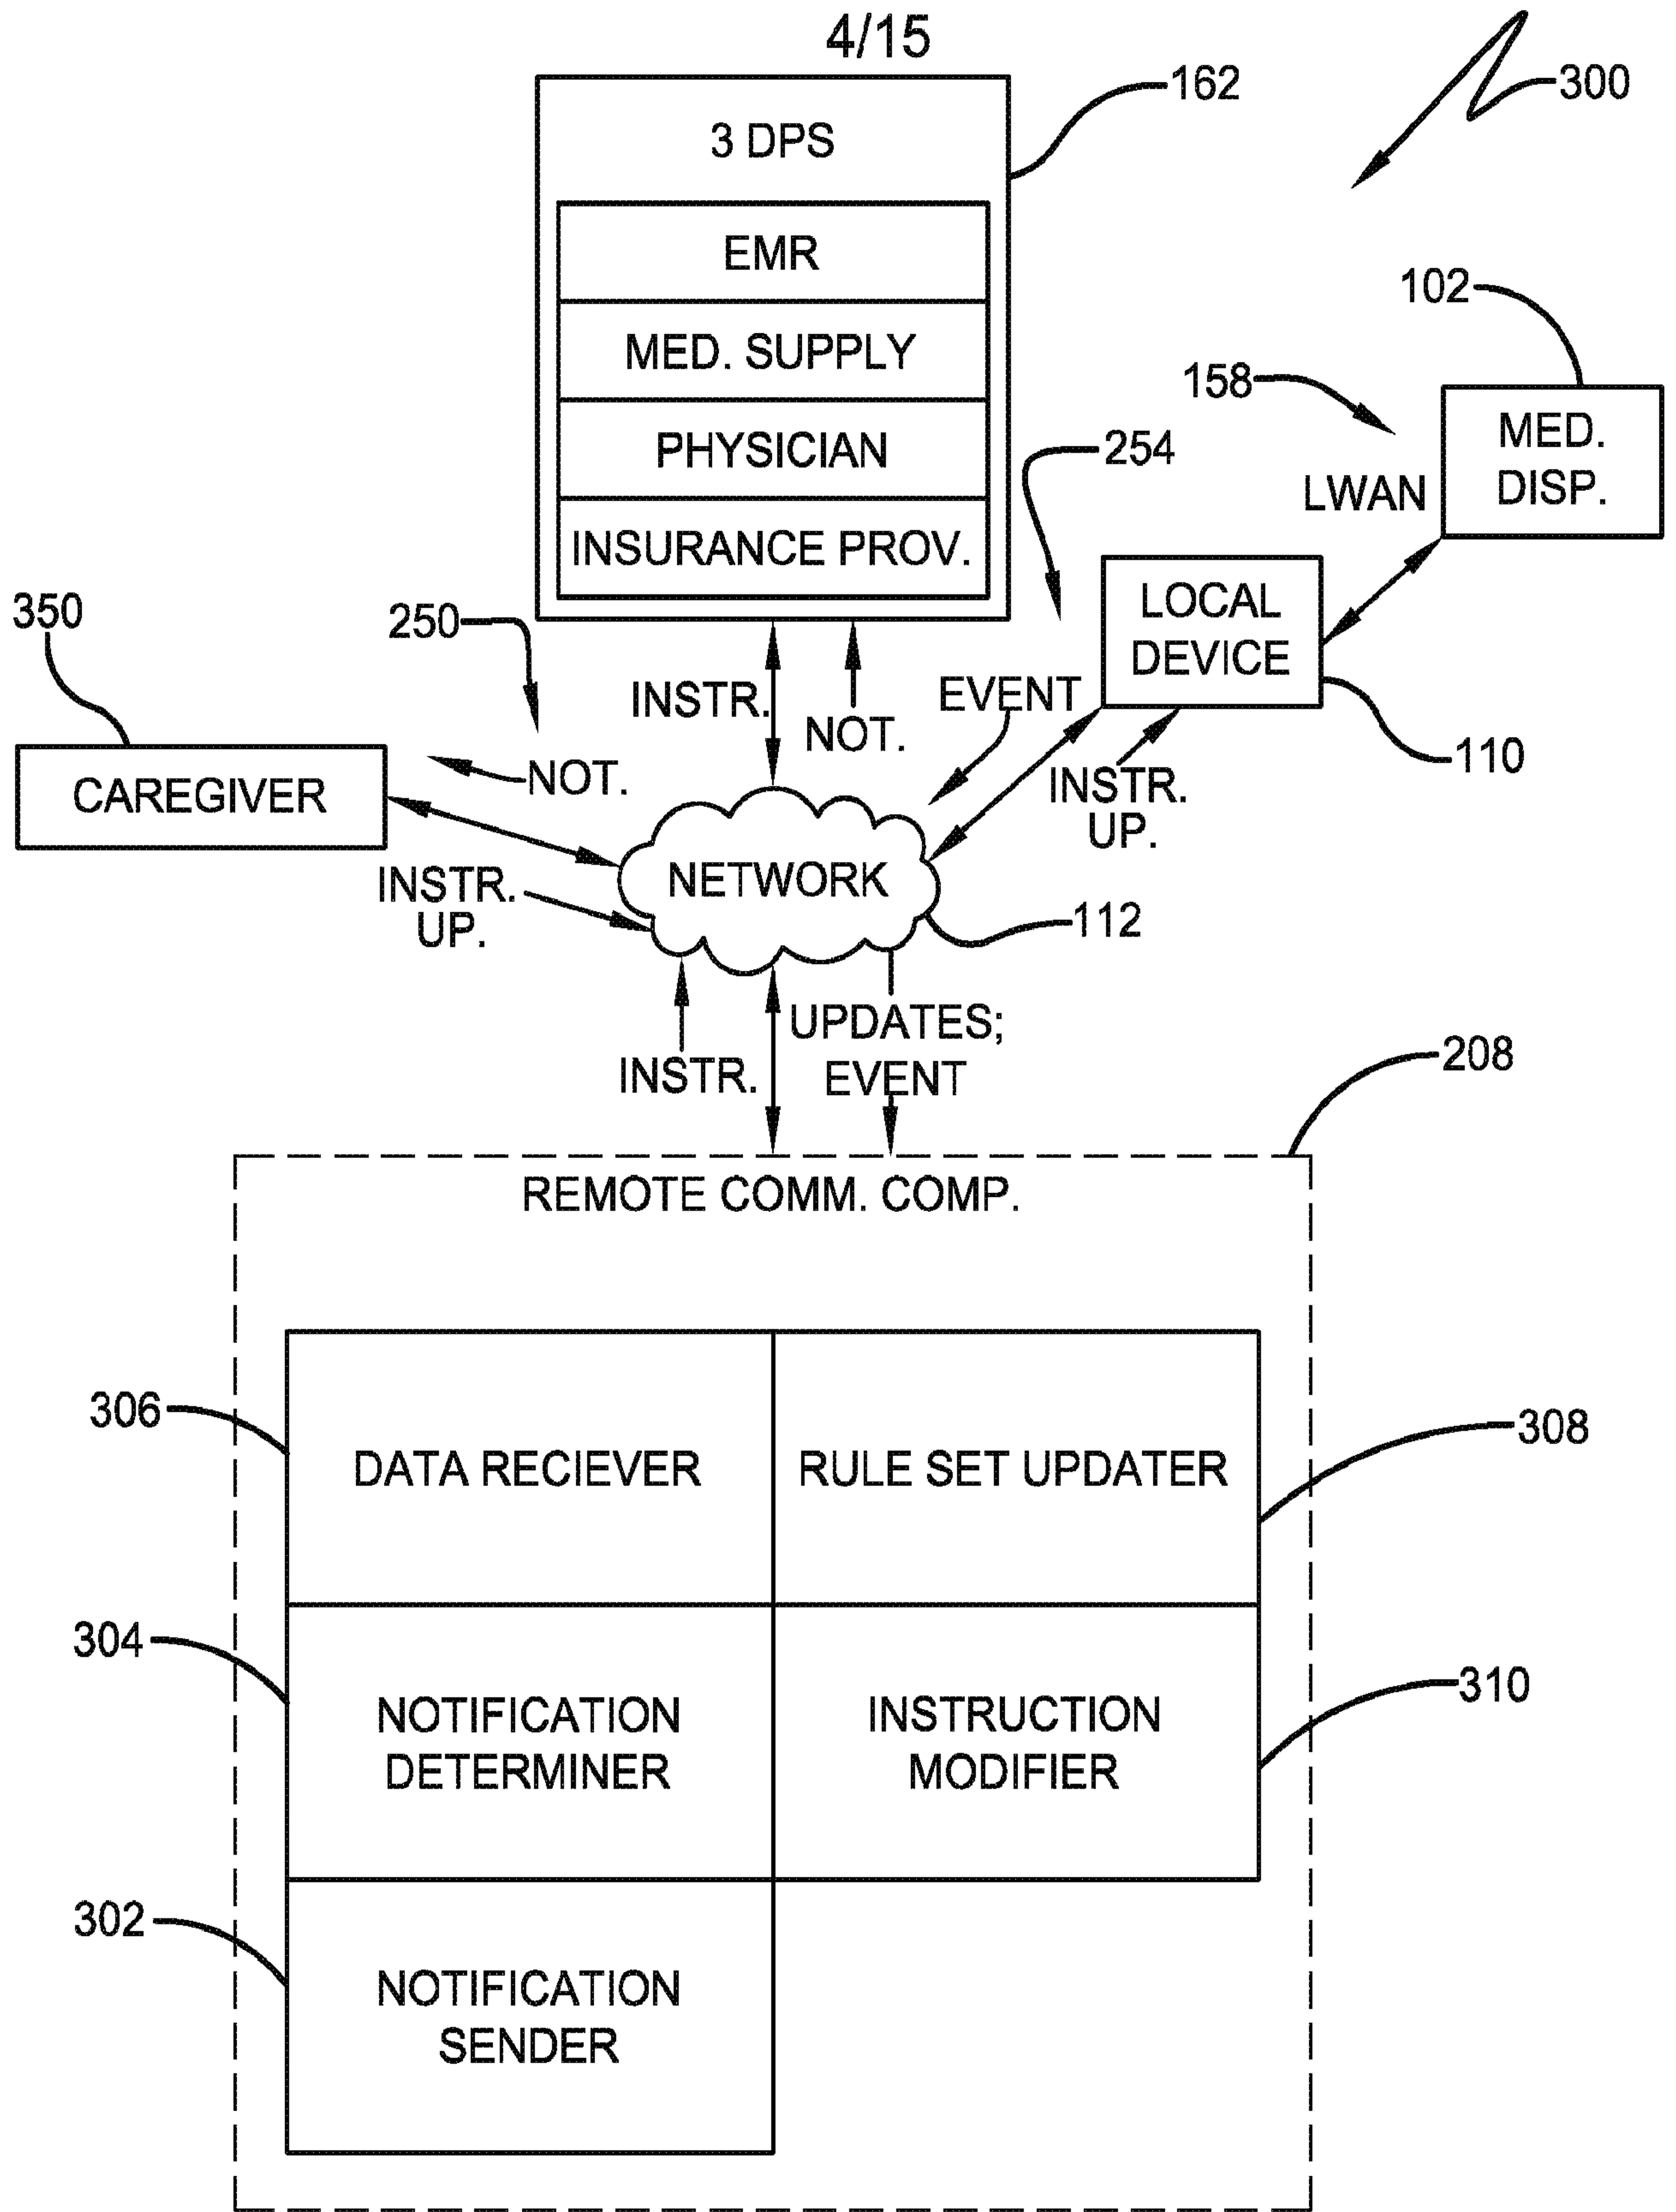 4/15
162
300
3 DPS
EMR
MED. SUPPLY
PHYSICIAN
INSURANCE PROV.
102
158
MED.
DISP.
LWAN
254
LOCAL
DEVICE
110
350
250
CAREGIVER
NOT.
INSTR.
NOT.
EVENT
INSTR.
UP.
NETWORK
112
INSTR.
UP.
INSTR.
UPDATES;
EVENT
208
REMOTE COMM. COMP.
306
DATA RECIEVER
RULE SET UPDATER
308
304
NOTIFICATION
DETERMINER
INSTRUCTION
MODIFIER
310
302
NOTIFICATION
SENDER